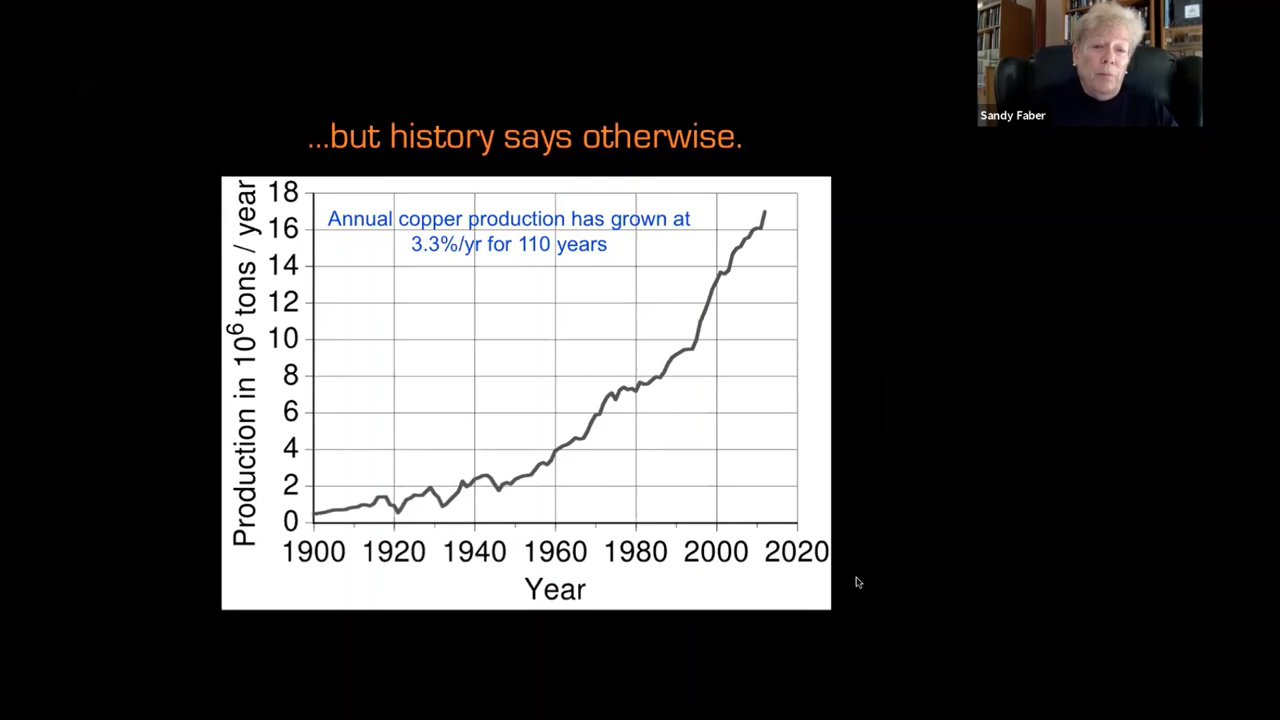 Sandy Faber
...but history says otherwise.
Annual copper production has grown at
3.3%/yr for 110 years
Production in 10⁶ tons / year
18
16
14
12
10
8
6
4
2
0
1900 1920 1940 1960 1980 2000 2020
Year